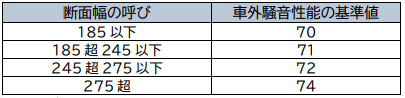 断面幅の呼び 車外騒音性能の基準値
185 以下 70
185 超 245 以下 71
245 超 275 以下 72
275 超 74